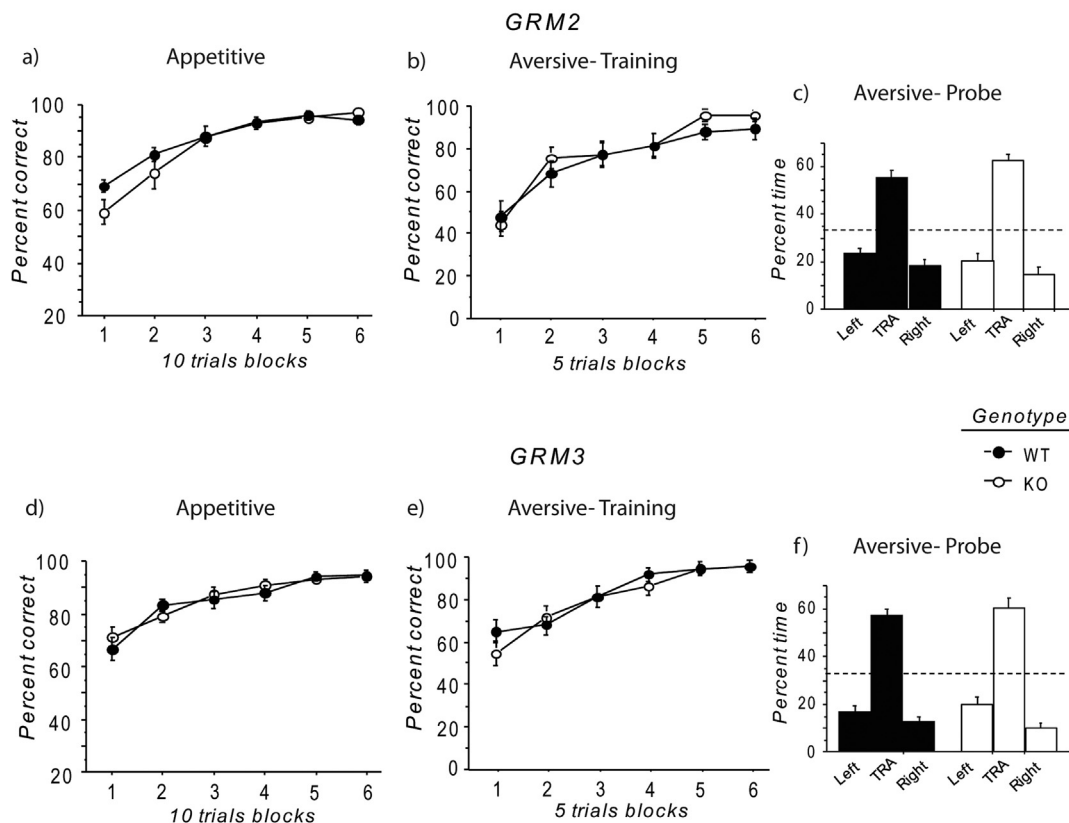 GRM2
a) Appetitive
Percent correct
100
80
60
40
20
1 2 3 4 5 6
10 trials blocks
b) Aversive- Training
Percent correct
100
80
60
40
20
0
1 2 3 4 5 6
5 trials blocks
c) Aversive- Probe
Percent time
60
40
20
0
Left TRA Right Left TRA Right
Genotype
WT
KO
GRM3
d) Appetitive
Percent correct
100
80
60
40
20
1 2 3 4 5 6
10 trials blocks
e) Aversive- Training
Percent correct
100
80
60
40
20
0
1 2 3 4 5 6
5 trials blocks
f) Aversive- Probe
Percent time
60
40
20
0
Left TRA Right Left TRA Right